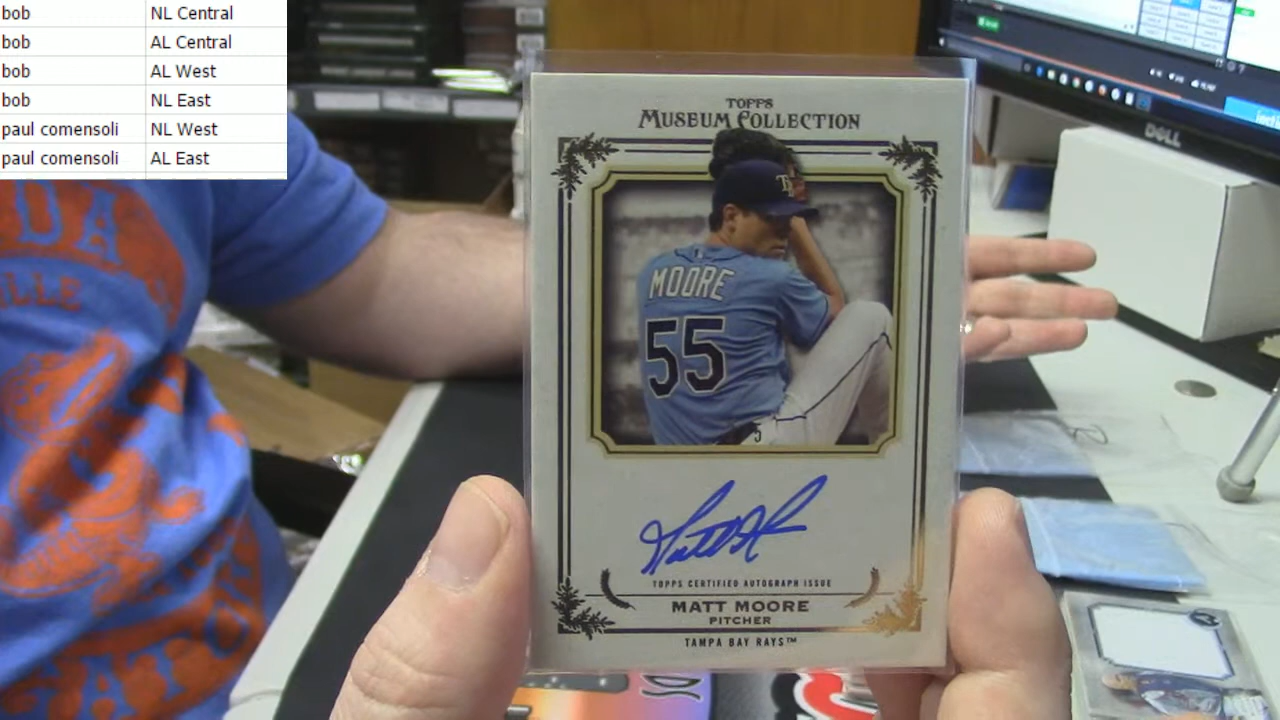 bob NL Central
bob AL Central
bob AL West
bob NL East
paul comensoli NL West
paul comensoli AL East
TOPPS
MUSEUM COLLECTION
TB
MOORE
55
TOPPS CERTIFIED AUTOGRAPH ISSUE
MATT MOORE
PITCHER
TAMPA BAY RAYS™
DELL